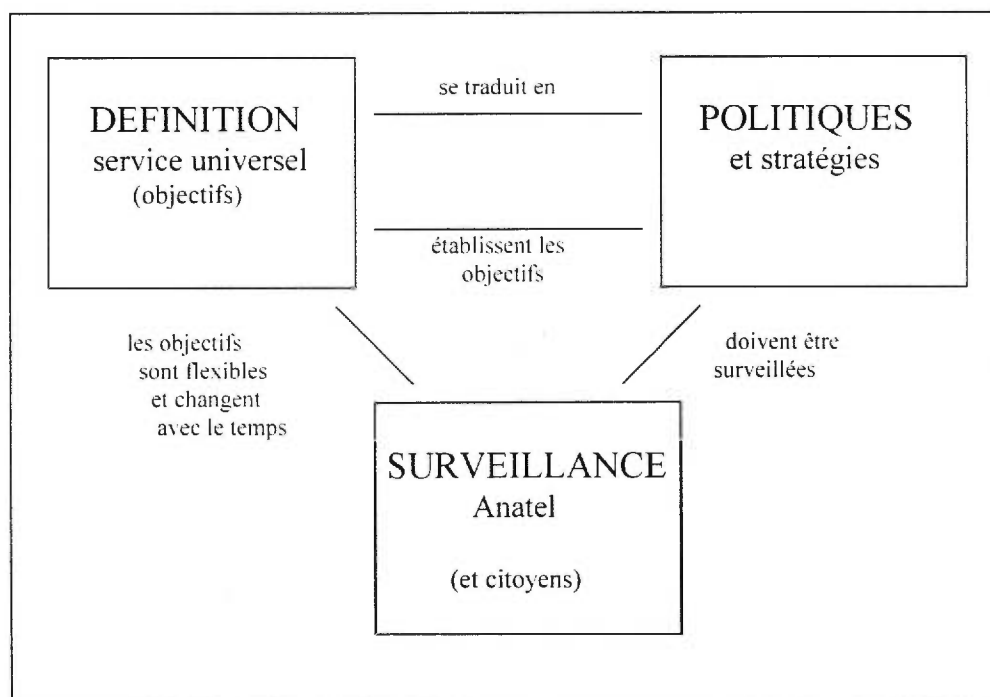 DEFINITION
service universel
(objectifs)
se traduit en
établissent les
objectifs
POLITIQUES
et stratégies
les objectifs
sont flexibles
et changent
avec le temps
doivent être
surveillées
SURVEILLANCE
Anatel
(et citoyens)